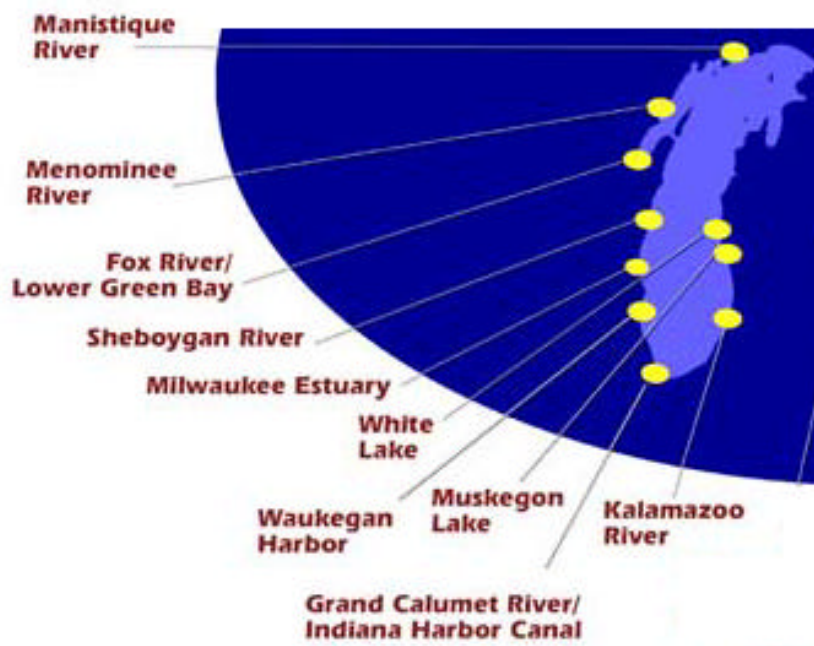 Manistique
River
Menominee
River
Fox River/
Lower Green Bay
Sheboygan River
Milwaukee Estuary
White
Lake
Waukegan
Harbor
Muskegon
Lake
Kalamazoo
River
Grand Calumet River/
Indiana Harbor Canal